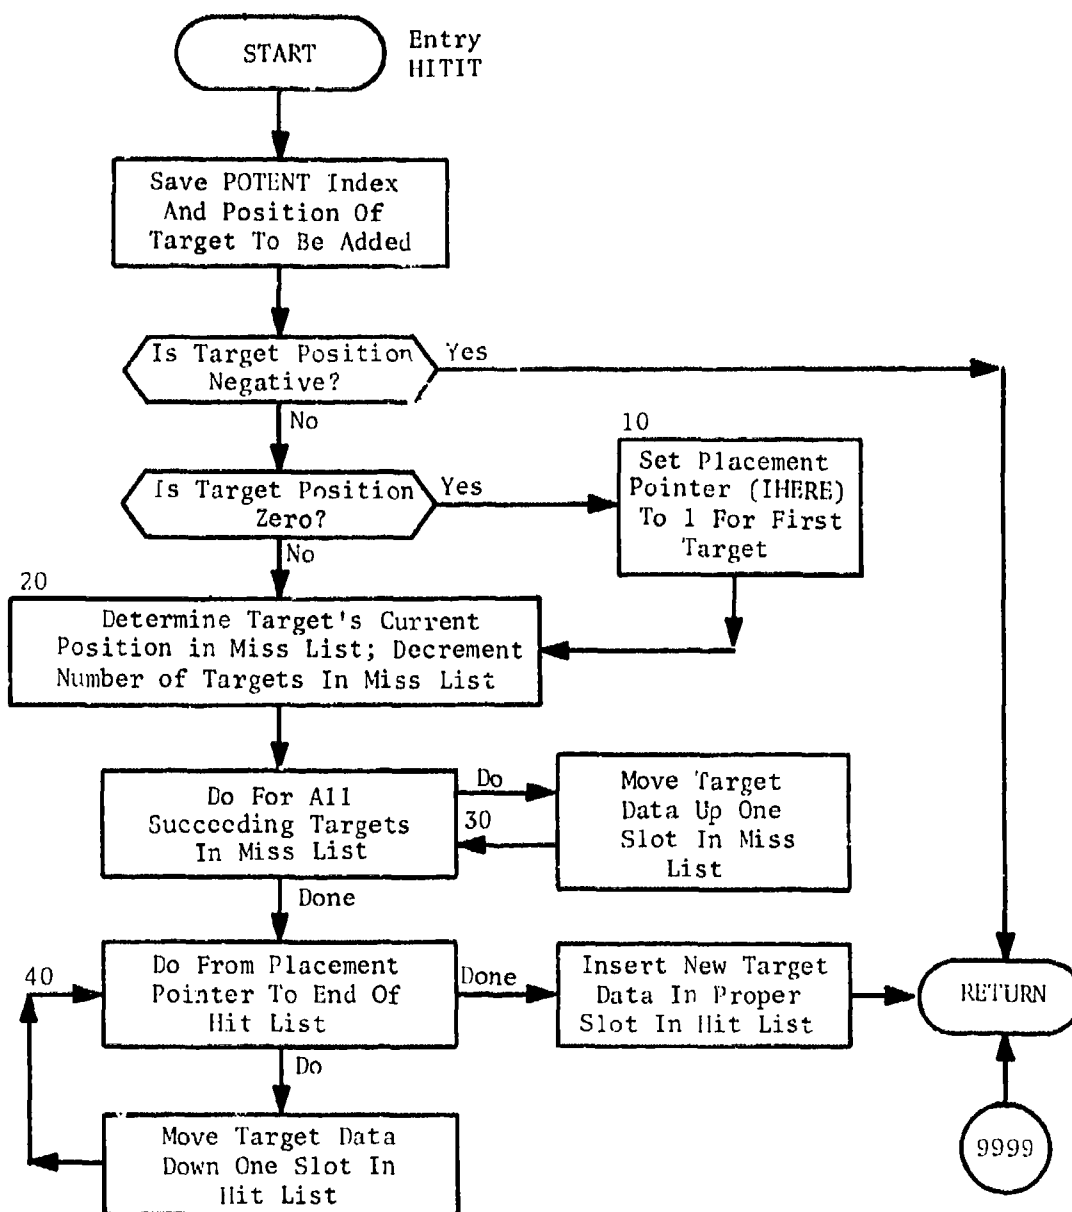 START
Entry
HITIT
Save POTENT Index
And Position Of
Target To Be Added
Is Target Position
Negative?
Yes
No
10
Set Placement
Pointer (IHERE)
To 1 For First
Target
Is Target Position
Zero?
Yes
No
20
Determine Target's Current
Position in Miss List; Decrement
Number of Targets In Miss List
Do For All
Succeeding Targets
In Miss List
Do
30
Move Target
Data Up One
Slot In Miss
List
Done
40
Do From Placement
Pointer To End Of
Hit List
Done
Insert New Target
Data In Proper
Slot In Hit List
RETURN
Do
Move Target Data
Down One Slot In
Hit List
9999